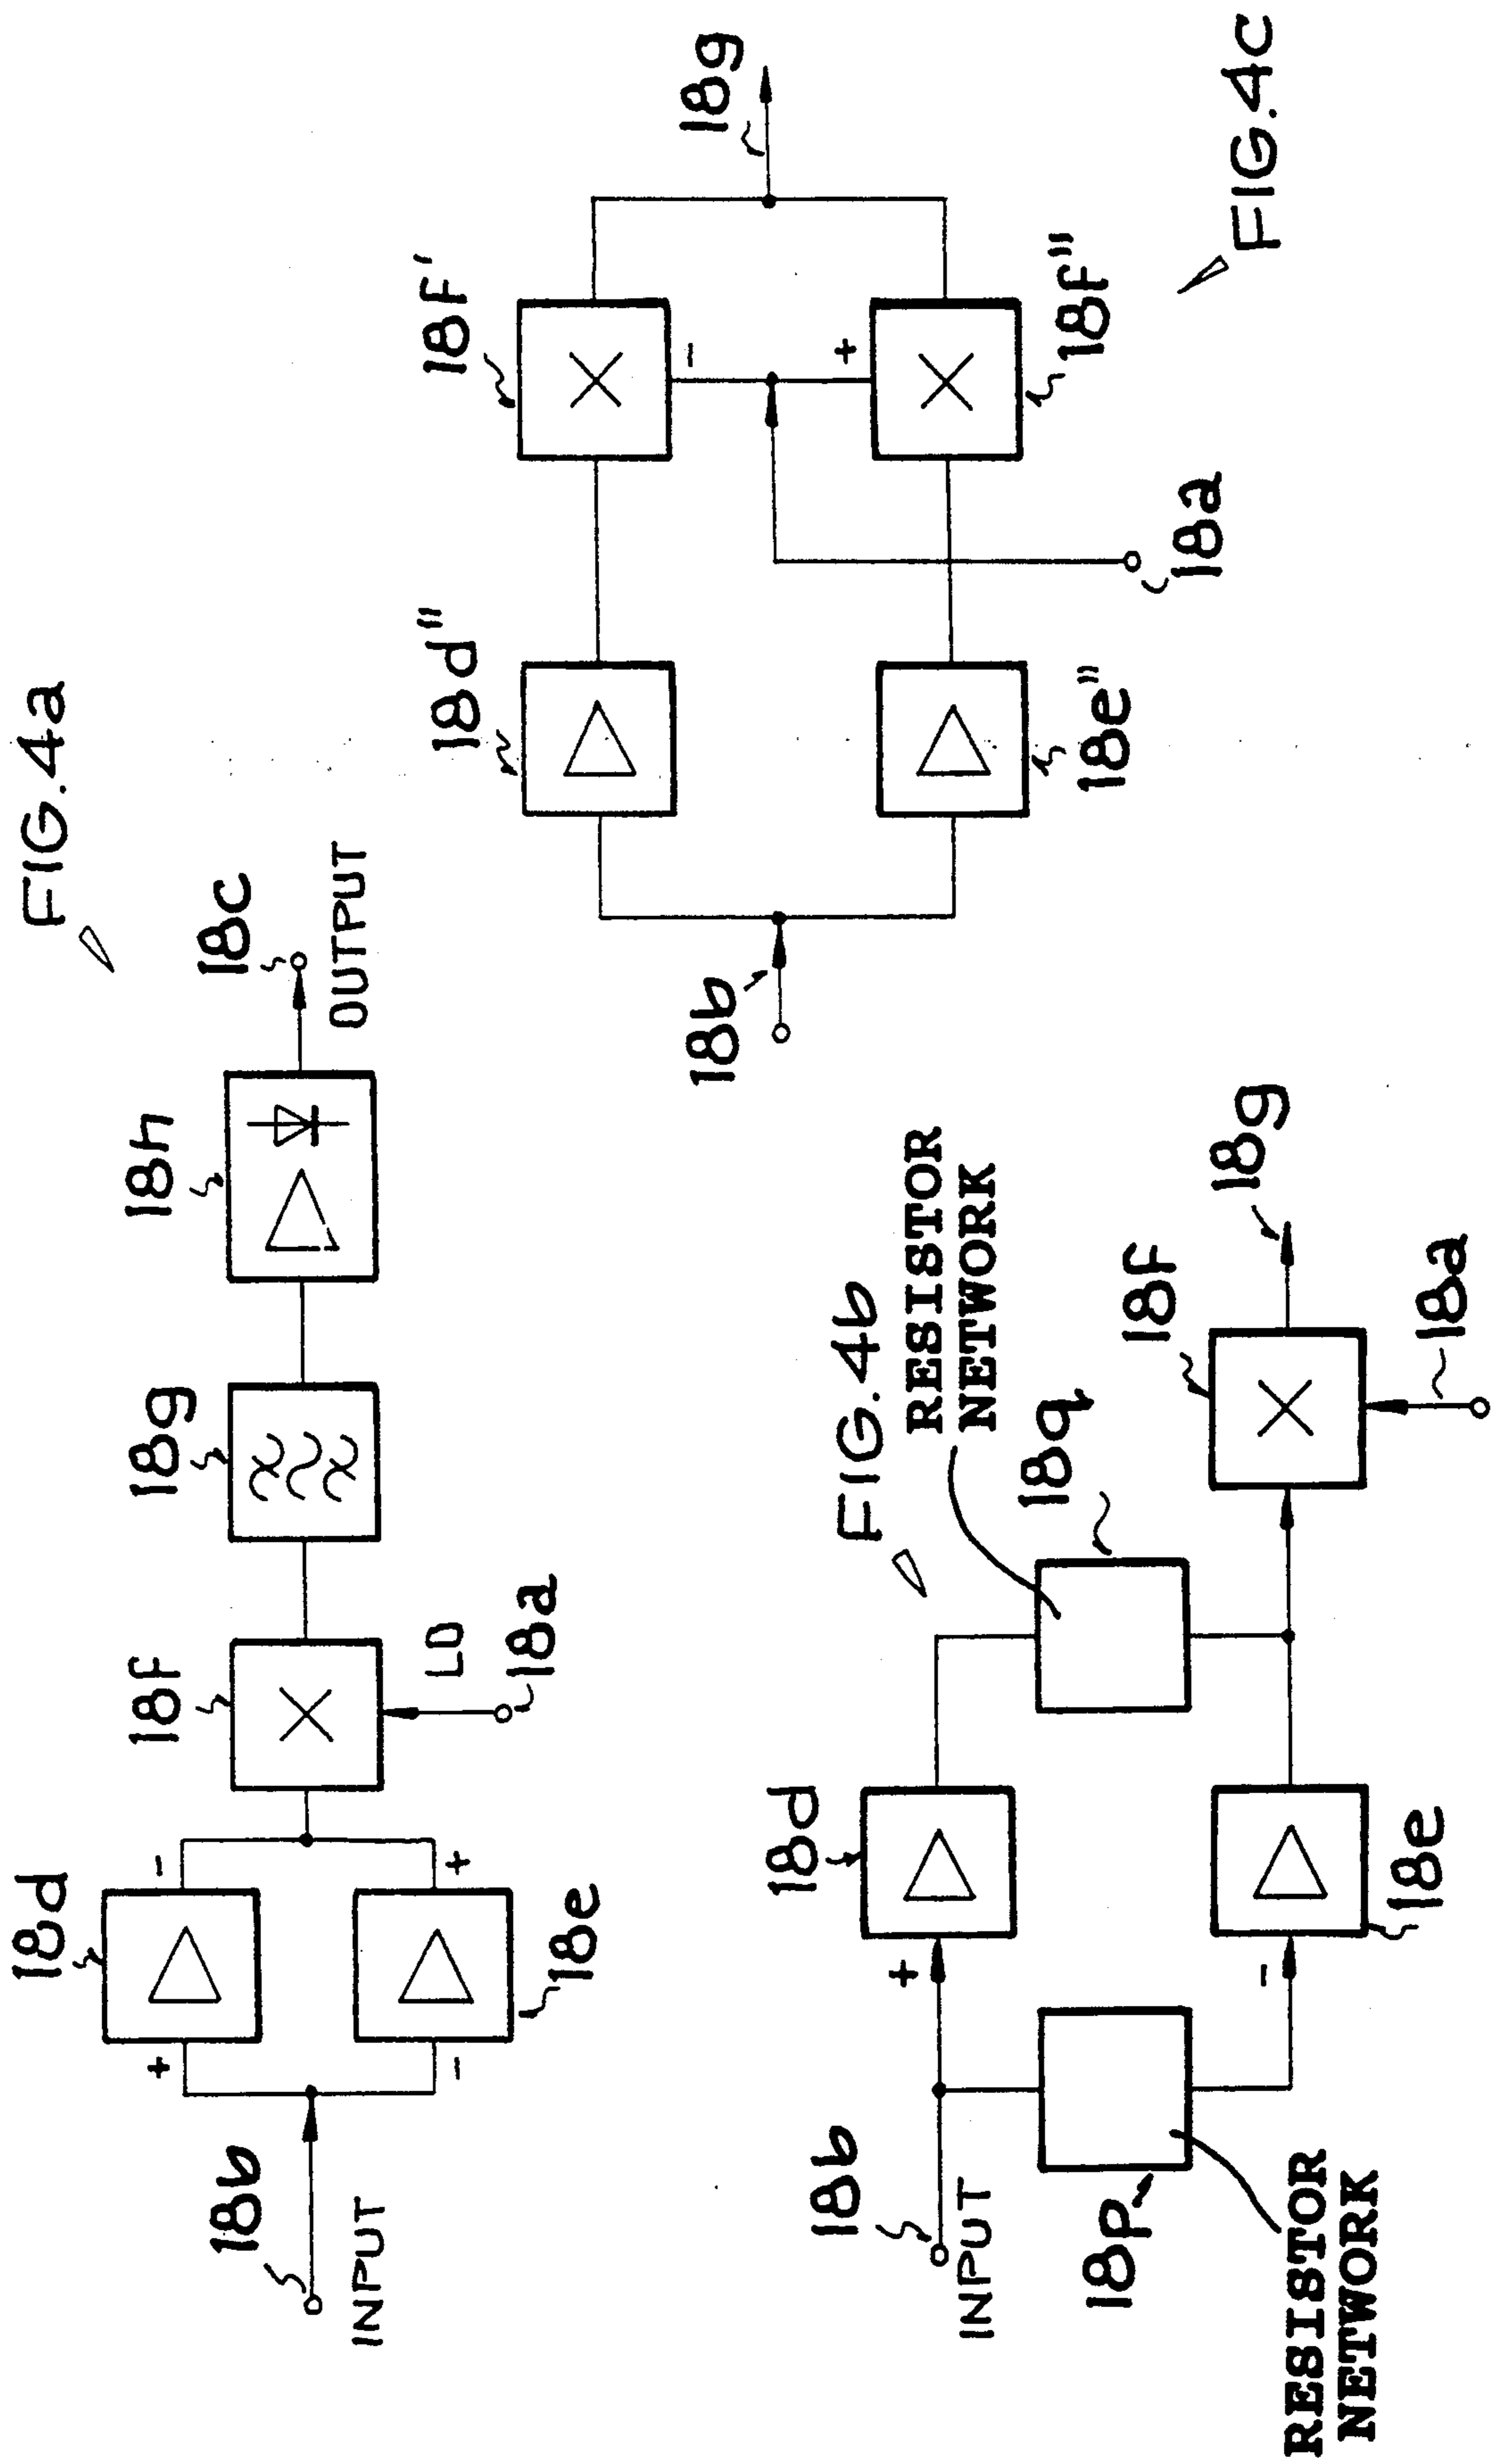 FIG.4a
18b
INPUT
+
-
18d
18e
-
+
18f
LO
18a
18g
18h
18c
OUTPUT
FIG.4b
18b
INPUT
18p
RESISTOR
NETWORK
+
-
18d
18e
18q
RESISTOR
NETWORK
18f
18a
18g
FIG.4c
18b
18d"
18e"
18a
18f'
-
+
18f"
18g